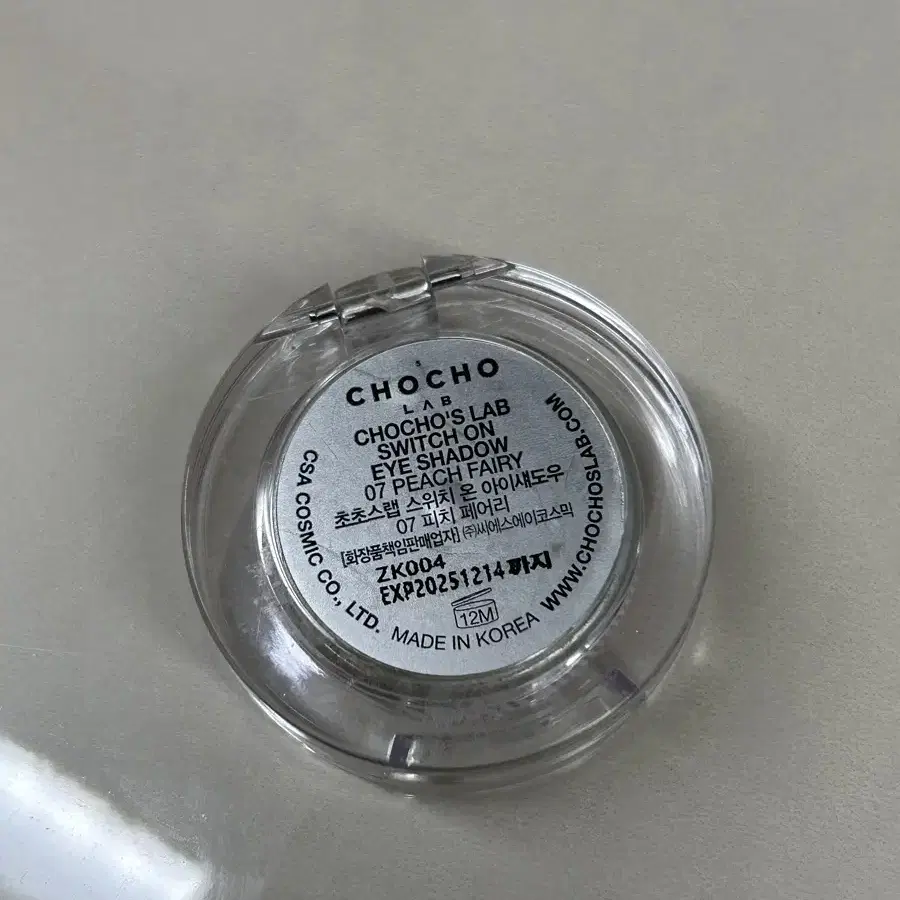 S
CHOCHO
LAB
CHOCHO'S LAB
SWITCH ON
EYE SHADOW
07 PEACH FAIRY
초초스랩 스위치 온 아이섀도우
07 피치 페어리
[화장품책임판매업자] (주)씨에스에이코스믹
ZK004
EXP20251214까지
12M
CSA COSMIC CO., LTD. MADE IN KOREA WWW.CHOCHOSLAB.COM